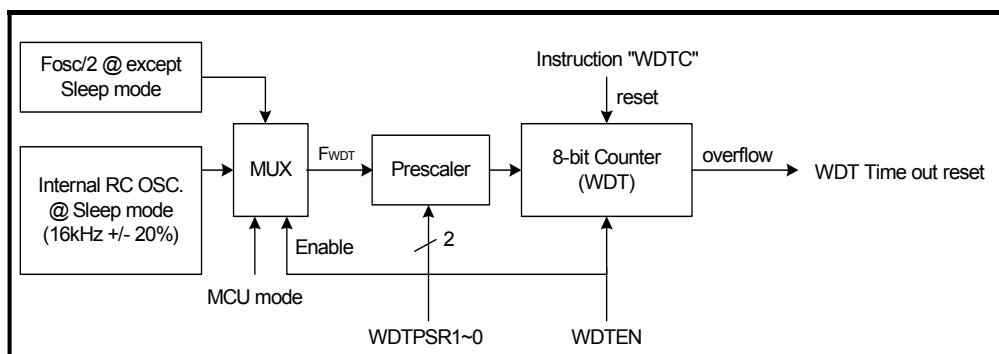 Fosc/2 @ except
Sleep mode
Instruction "WDTC"
reset
Internal RC OSC.
@ Sleep mode
(16kHz +/- 20%)
MUX
FWDT
Prescaler
8-bit Counter
(WDT)
overflow
WDT Time out reset
Enable
2
MCU mode
WDTPSR1~0
WDTEN